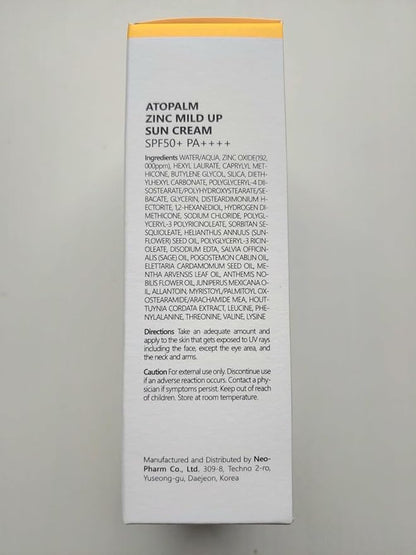 ATOPALM
ZINC MILD UP
SUN CREAM
SPF50+ PA++++
Ingredients WATER/AQUA, ZINC OXIDE(192,
000ppm), HEXYL LAURATE, CAPRYLYL MET-
HICONE, BUTYLENE GLYCOL, SILICA, DIETH-
YLHEXYL CARBONATE, POLYGLYCERYL-4 DI-
SOSTEARATE/POLYHYDROXYSTEARATE/SE-
BACATE, GLYCERIN, DISTEARDIMONIUM H-
ECTORITE, 1,2-HEXANEDIOL, HYDROGEN DI-
METHICONE, SODIUM CHLORIDE, POLYGL-
YCERYL-3 POLYRICINOLEATE, SORBITAN SE-
SQUIOLEATE, HELIANTHUS ANNUUS (SUN-
FLOWER) SEED OIL, POLYGLYCERYL-3 RICIN-
OLEATE, DISODIUM EDTA, SALVIA OFFICIN-
ALIS (SAGE) OIL, POGOSTEMON CABLIN OIL,
ELETTARIA CARDAMOMUM SEED OIL, MEN-
THA ARVENSIS LEAF OIL, ANTHEMIS NO-
BILIS FLOWER OIL, JUNIPERUS MEXICANA O-
IL, ALLANTOIN, MYRISTOYL/PALMITOYL OX-
OSTEARAMIDE/ARACHAMIDE MEA, HOUT-
TUYNIA CORDATA EXTRACT, LEUCINE, PHE-
NYLALANINE, THREONINE, VALINE, LYSINE
Directions Take an adequate amount and
apply to the skin that gets exposed to UV rays
including the face, except the eye area, and
the neck and arms.
Caution For external use only. Discontinue use
if an adverse reaction occurs. Contact a phy-
sician if symptoms persist. Keep out of reach
of children. Store at room temperature.
Manufactured and Distributed by Neo-
Pharm Co., Ltd. 309-8, Techno 2-ro,
Yuseong-gu, Daejeon, Korea